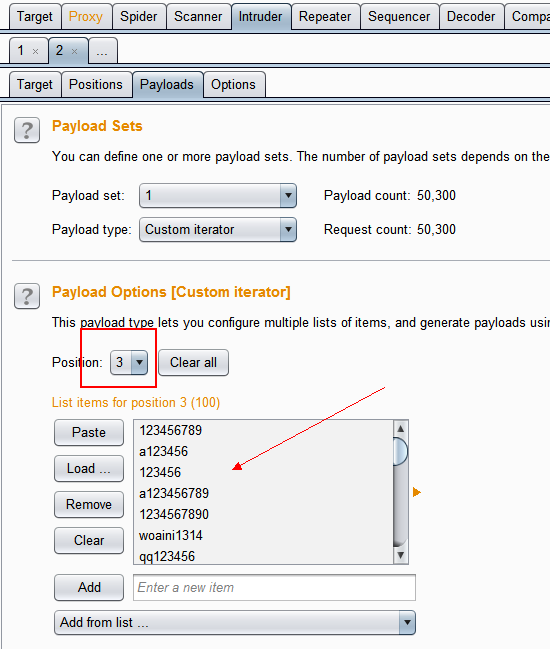 Target Proxy Spider Scanner Intruder Repeater Sequencer Decoder Compa
1 × 2 × ...
Target Positions Payloads Options
? Payload Sets
You can define one or more payload sets. The number of payload sets depends on the
Payload set: 1 Payload count: 50,300
Payload type: Custom iterator Request count: 50,300
? Payload Options [Custom iterator]
This payload type lets you configure multiple lists of items, and generate payloads usin
Position: 3 Clear all
List items for position 3 (100)
Paste 123456789
a123456
Load ... 123456
a123456789
Remove 1234567890
Clear woaini1314
qq123456
Add Enter a new item
Add from list ...